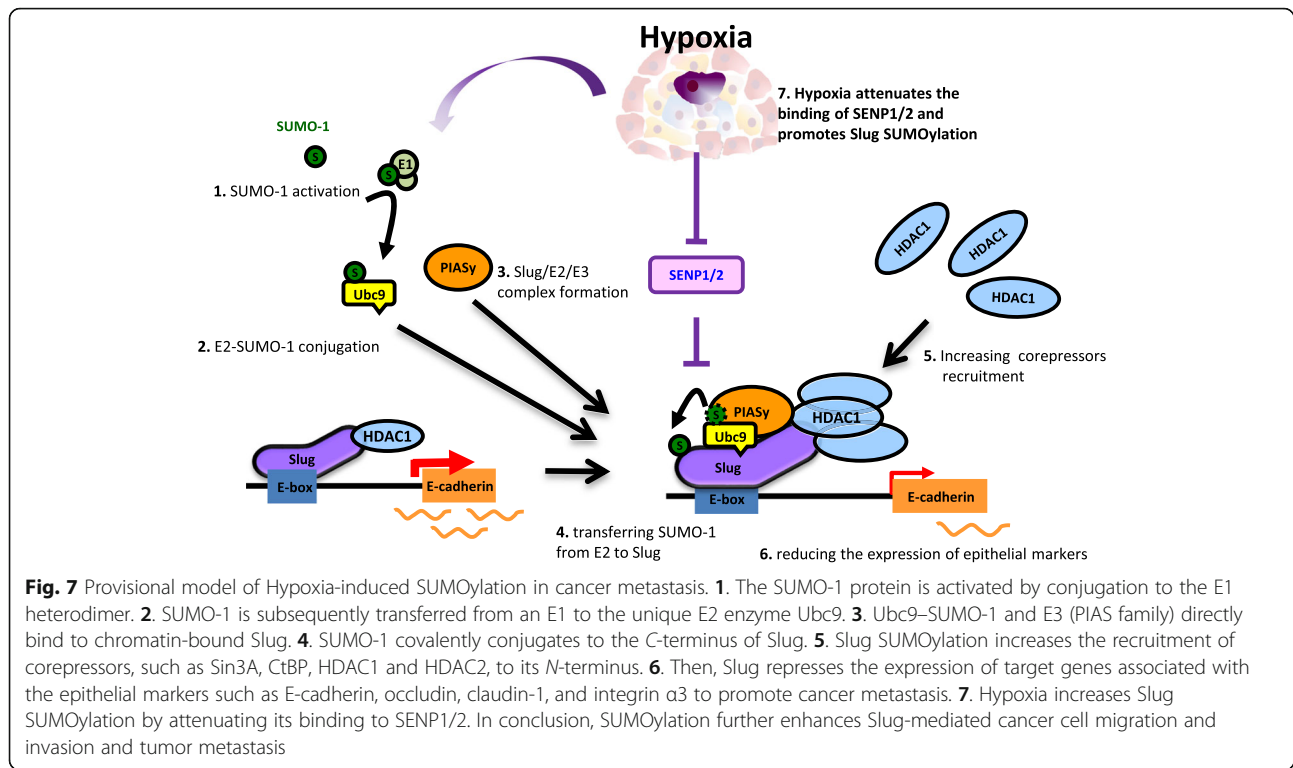 Hypoxia
7. Hypoxia attenuates the
binding of SENP1/2 and
promotes Slug SUMOylation
SUMO-1
S
E1
S
1. SUMO-1 activation
HDAC1
HDAC1
HDAC1
S
Ubc9
PIASy
3. Slug/E2/E3
complex formation
SENP1/2
2. E2-SUMO-1 conjugation
5. Increasing corepressors
recruitment
HDAC1
Slug
E-box
E-cadherin
S
PIASy
HDAC1
Ubc9
S
Slug
E-box
E-cadherin
4. transferring SUMO-1
from E2 to Slug
6. reducing the expression of epithelial markers
Fig. 7 Provisional model of Hypoxia-induced SUMOylation in cancer metastasis. 1. The SUMO-1 protein is activated by conjugation to the E1
heterodimer. 2. SUMO-1 is subsequently transferred from an E1 to the unique E2 enzyme Ubc9. 3. Ubc9–SUMO-1 and E3 (PIAS family) directly
bind to chromatin-bound Slug. 4. SUMO-1 covalently conjugates to the C-terminus of Slug. 5. Slug SUMOylation increases the recruitment of
corepressors, such as Sin3A, CtBP, HDAC1 and HDAC2, to its N-terminus. 6. Then, Slug represses the expression of target genes associated with
the epithelial markers such as E-cadherin, occludin, claudin-1, and integrin α3 to promote cancer metastasis. 7. Hypoxia increases Slug
SUMOylation by attenuating its binding to SENP1/2. In conclusion, SUMOylation further enhances Slug-mediated cancer cell migration and
invasion and tumor metastasis